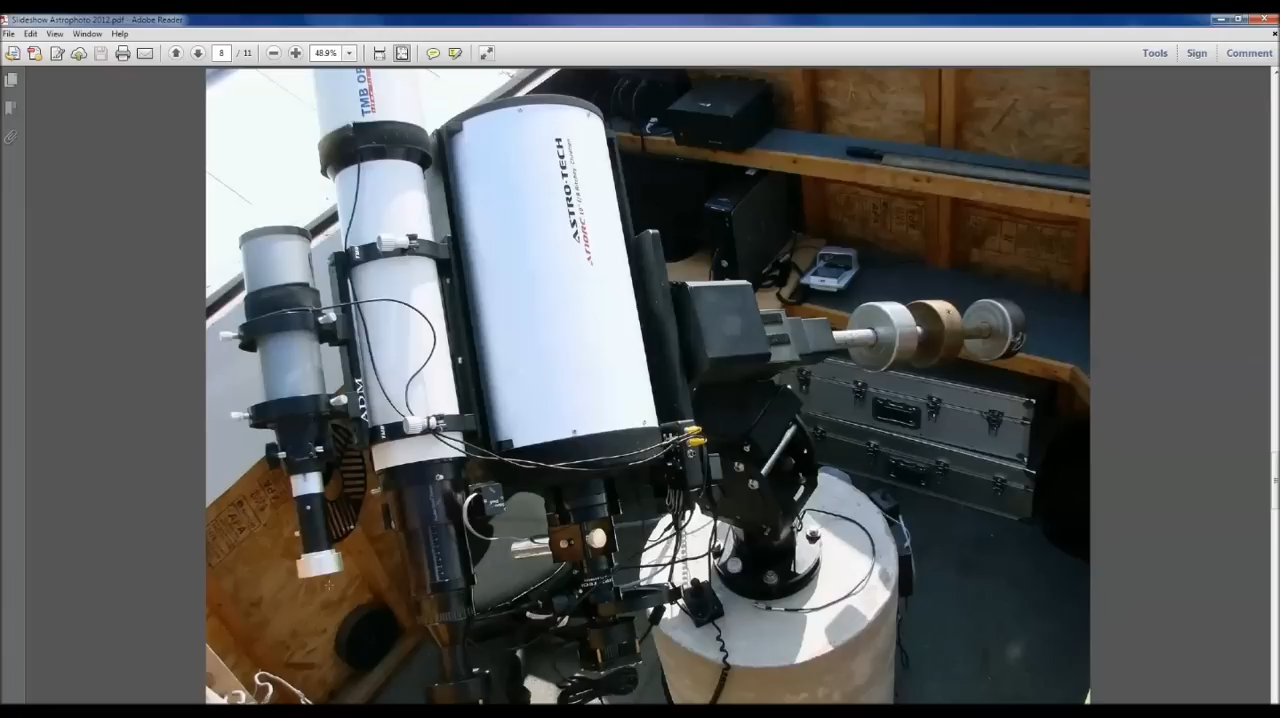 Slideshow Astrophoto 2012.pdf - Adobe Reader
File Edit View Window Help
8 / 11 48.9% Tools Sign Comment
TMB OP
ASTRO-TECH
ADM